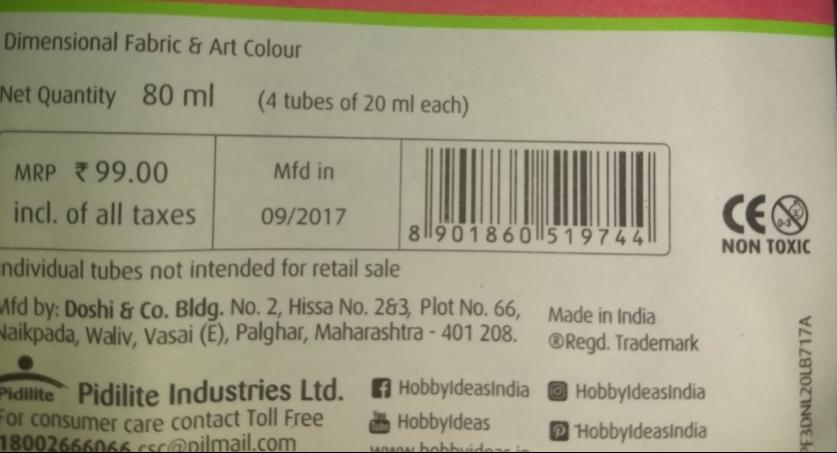 Dimensional Fabric & Art Colour
Net Quantity 80 ml (4 tubes of 20 ml each)
MRP ₹ 99.00
incl. of all taxes
Mfd in
09/2017
8 901860 519744
CE
0-3
NON TOXIC
Individual tubes not intended for retail sale
Mfd by: Doshi & Co. Bldg. No. 2, Hissa No. 2&3, Plot No. 66,
Naikpada, Waliv, Vasai (E), Palghar, Maharashtra - 401 208.
Made in India
®Regd. Trademark
Pidilite
Pidilite Industries Ltd.
For consumer care contact Toll Free
18002666066 csc@pilmail.com
HobbyIdeasIndia
HobbyIdeas
www.hobbyideas.in
HobbyIdeasIndia
HobbyIdeasIndia
PF3DNL20LB717A